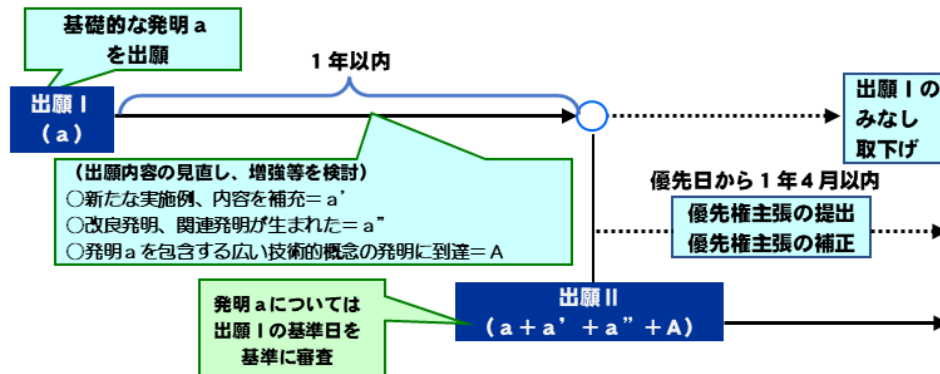 基礎的な発明a
を出願
1年以内
出願Ⅰ
(a)
出願Ⅰの
みなし
取下げ
(出願内容の見直し、増強等を検討)
○新たな実施例、内容を補充=a’
○改良発明、関連発明が生まれた=a”
○発明aを包含する広い技術的概念の発明に到達=A
優先日から1年4月以内
優先権主張の提出
優先権主張の補正
発明aについては
出願Ⅰの基準日を
基準に審査
出願Ⅱ
(a+a’+a”+A)